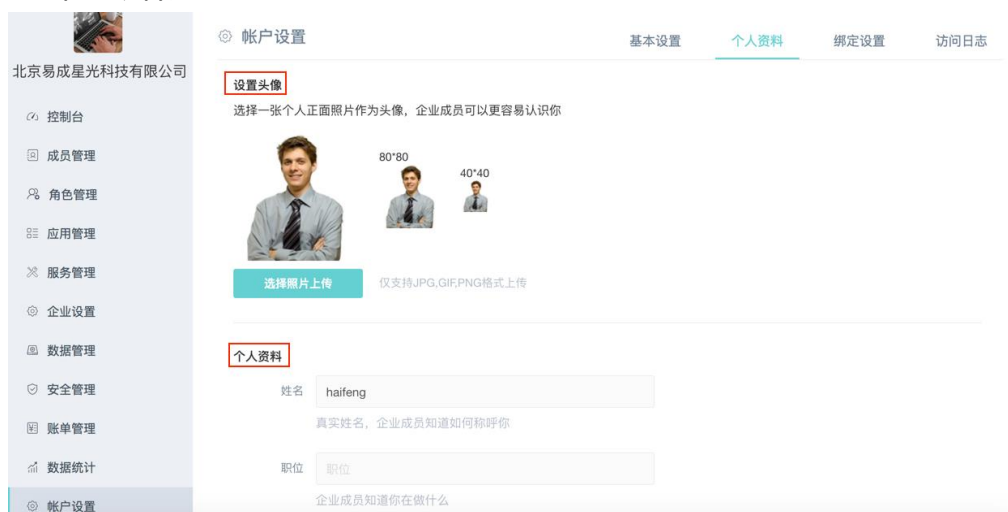 帐户设置
基本设置 个人资料 绑定设置 访问日志
北京易成星光科技有限公司
控制台
成员管理
角色管理
应用管理
服务管理
企业设置
数据管理
安全管理
账单管理
数据统计
帐户设置
设置头像
选择一张个人正面照片作为头像，企业成员可以更容易认识你
80*80
40*40
选择照片上传 仅支持JPG,GIF,PNG格式上传
个人资料
姓名 haifeng
真实姓名，企业成员知道如何称呼你
职位 职位
企业成员知道你在做什么